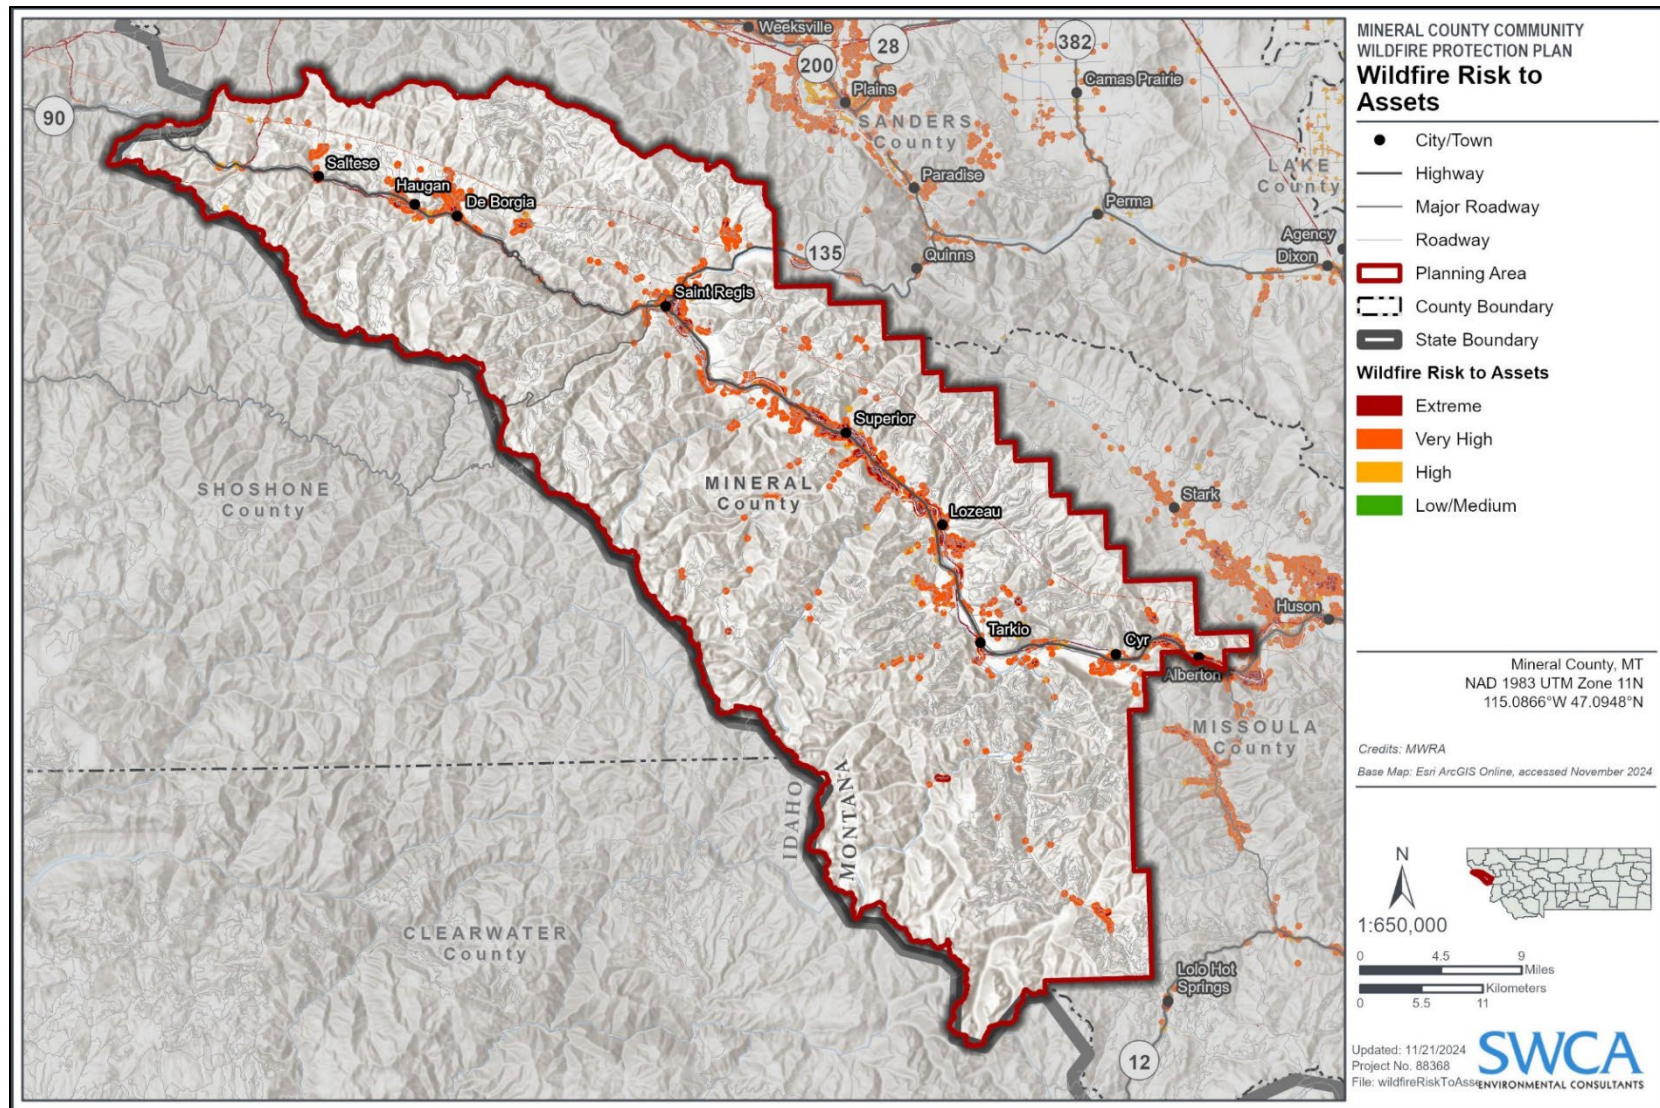 Weeksville
28
382
200
Camas Prairie
Plains
90
SANDERS
County
LAKE
County
Saltese
Paradise
Haugan
De Borgia
Perma
Agency
135
Quinns
Dixon
Saint Regis
Superior
SHOSHONE
County
MINERAL
County
Stark
Lozeau
Huson
Tarkio
Cyr
Alberton
MISSOULA
County
IDAHO
MONTANA
CLEARWATER
County
Lolo Hot
Springs
12
MINERAL COUNTY COMMUNITY
WILDFIRE PROTECTION PLAN
Wildfire Risk to
Assets
City/Town
Highway
Major Roadway
Roadway
Planning Area
County Boundary
State Boundary
Wildfire Risk to Assets
Extreme
Very High
High
Low/Medium
Mineral County, MT
NAD 1983 UTM Zone 11N
115.0866°W 47.0948°N
Credits: MWRA
Base Map: Esri ArcGIS Online, accessed November 2024
N
1:650,000
0 4.5 9
Miles
Kilometers
0 5.5 11
Updated: 11/21/2024
Project No. 88368
File: wildfireRiskToAsse
SWCA
ENVIRONMENTAL CONSULTANTS